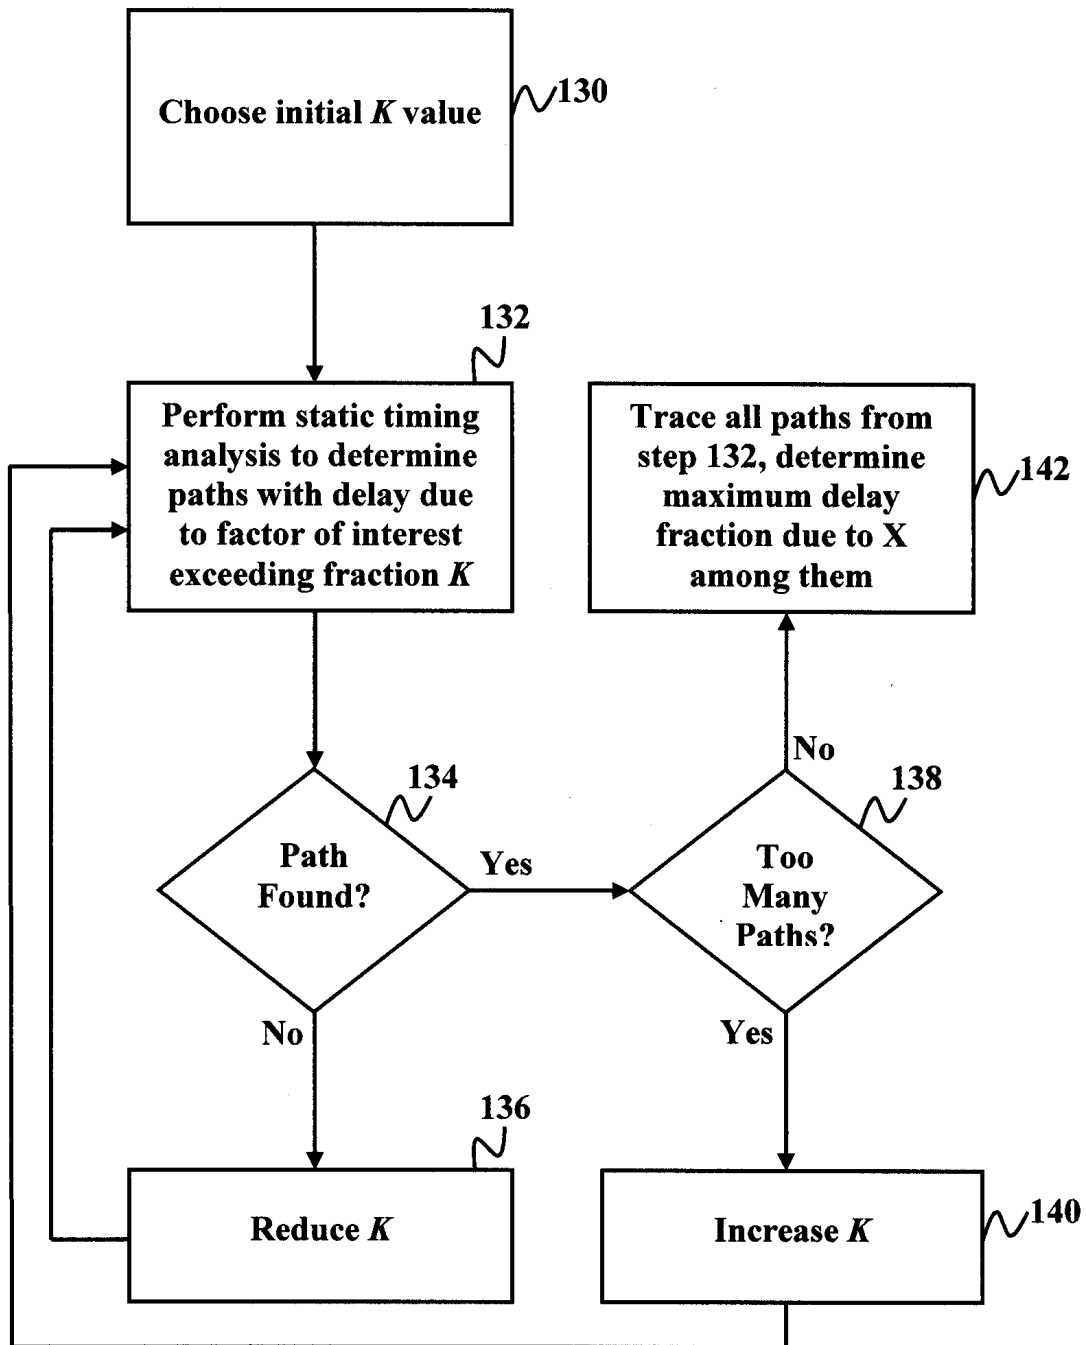 Choose initial K value
130
132
Perform static timing
analysis to determine
paths with delay due
to factor of interest
exceeding fraction K
Trace all paths from
step 132, determine
maximum delay
fraction due to X
among them
142
No
134
138
Path
Found?
Yes
Too
Many
Paths?
No
Yes
136
Reduce K
Increase K
140